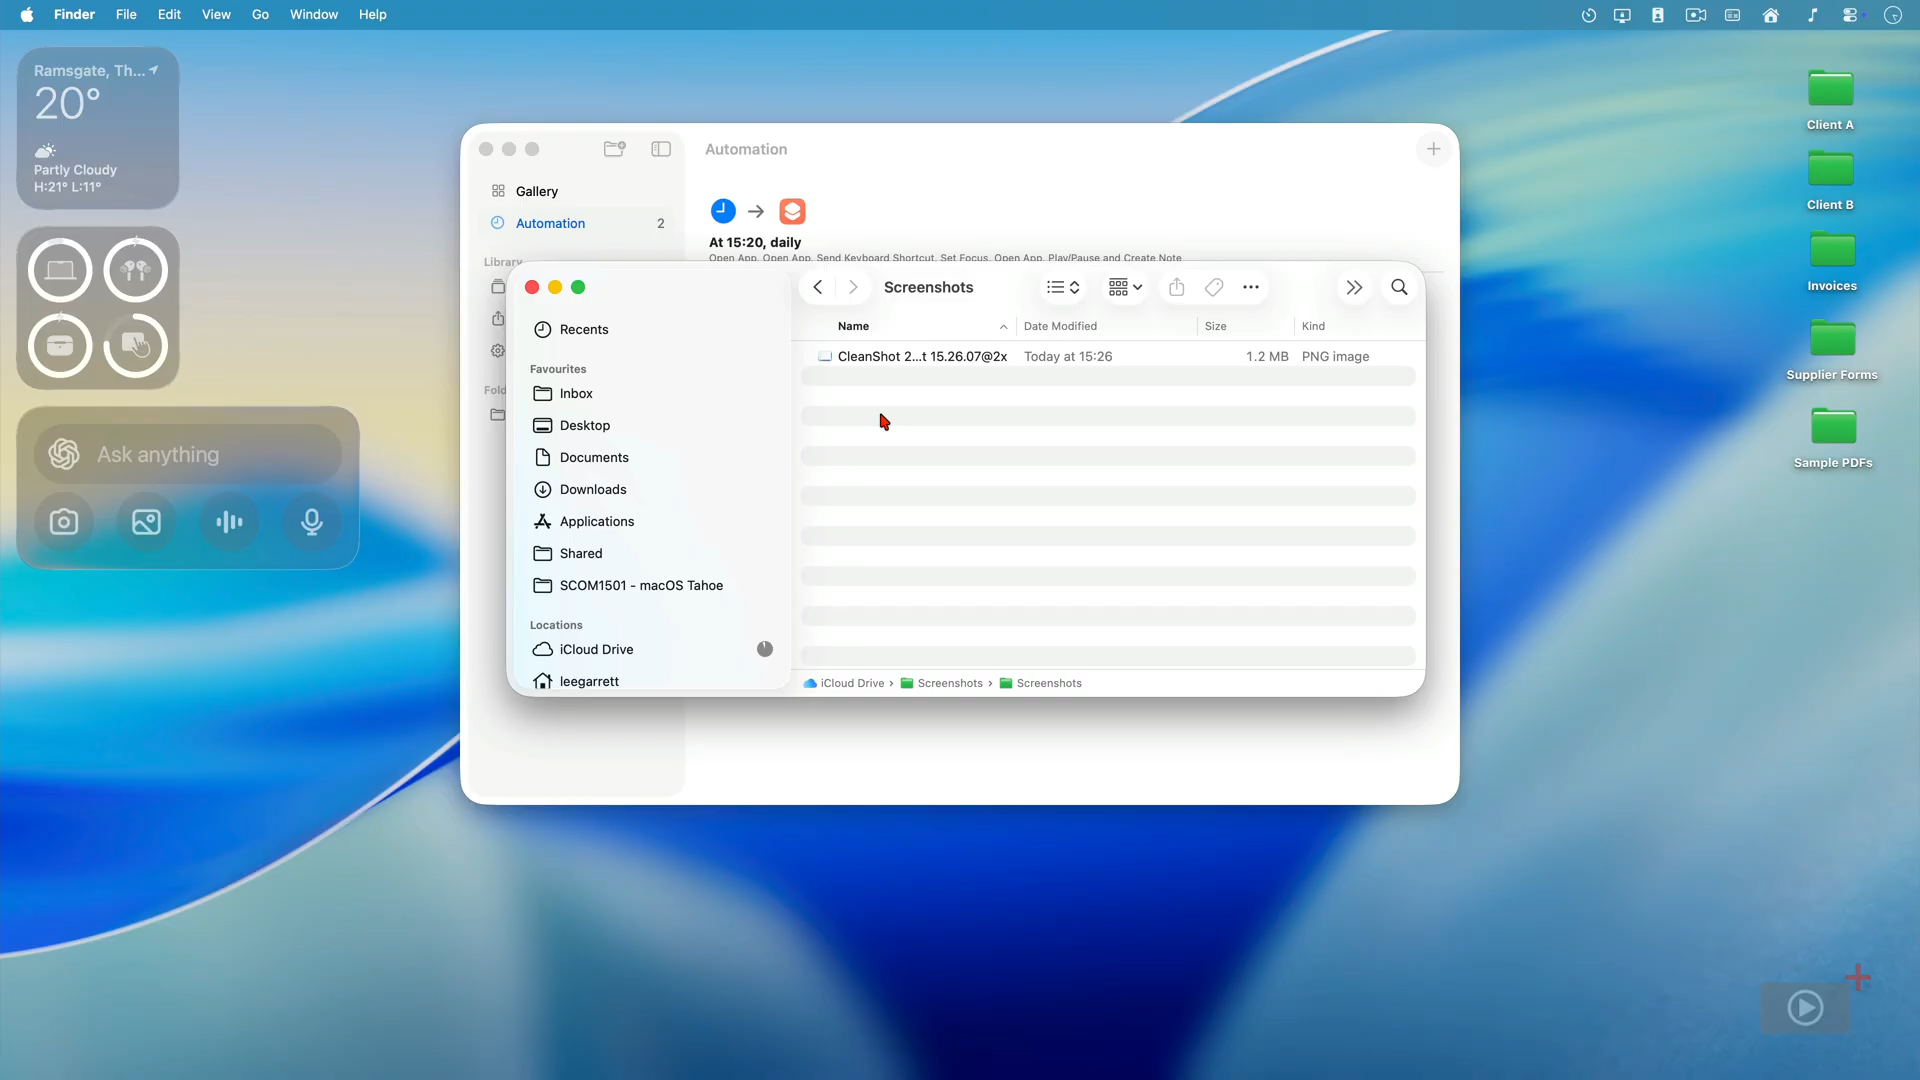 Finder File Edit View Go Window Help
Ramsgate, Th...
20°
Partly Cloudy
H:21° L:11°
Ask anything
Client A
Client B
Invoices
Supplier Forms
Sample PDFs
Automation
Gallery
Automation 2
Library
At 15:20, daily
Open App, Open App, Send Keyboard Shortcut, Set Focus, Open App, Play/Pause and Create Note
Screenshots
Recents
Favourites
Inbox
Desktop
Documents
Downloads
Applications
Shared
SCOM1501 - macOS Tahoe
Locations
iCloud Drive
leegarrett
Name Date Modified Size Kind
CleanShot 2...t 15.26.07@2x Today at 15:26 1.2 MB PNG image
iCloud Drive › Screenshots › Screenshots